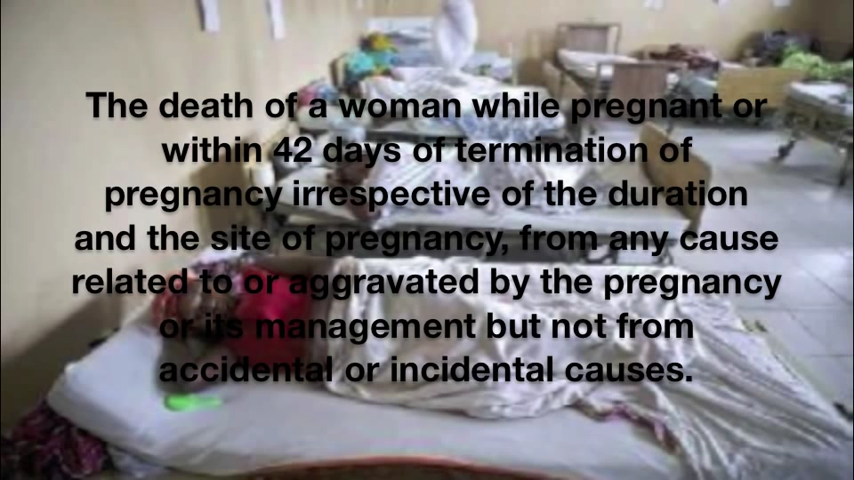 The death of a woman while pregnant or
within 42 days of termination of
pregnancy irrespective of the duration
and the site of pregnancy, from any cause
related to or aggravated by the pregnancy
or its management but not from
accidental or incidental causes.